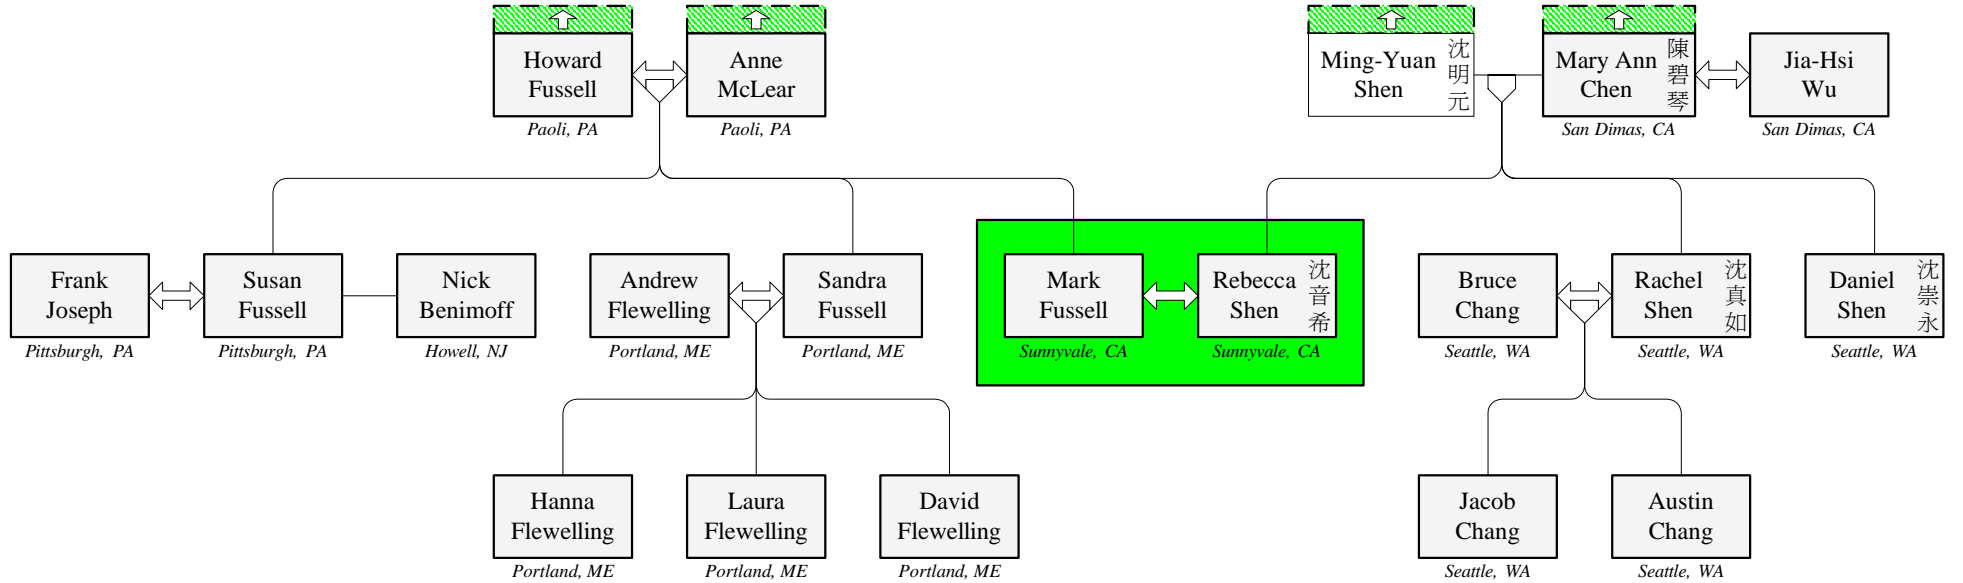 Howard
Fussell
Paoli, PA
Anne
McLear
Paoli, PA
Ming-Yuan
Shen
沈明元
Mary Ann
Chen
陳碧琴
San Dimas, CA
Jia-Hsi
Wu
San Dimas, CA
Frank
Joseph
Pittsburgh, PA
Susan
Fussell
Pittsburgh, PA
Nick
Benimoff
Howell, NJ
Andrew
Flewelling
Portland, ME
Sandra
Fussell
Portland, ME
Mark
Fussell
Sunnyvale, CA
Rebecca
Shen
沈音希
Sunnyvale, CA
Bruce
Chang
Seattle, WA
Rachel
Shen
沈真如
Seattle, WA
Daniel
Shen
沈崇永
Seattle, WA
Hanna
Flewelling
Portland, ME
Laura
Flewelling
Portland, ME
David
Flewelling
Portland, ME
Jacob
Chang
Seattle, WA
Austin
Chang
Seattle, WA